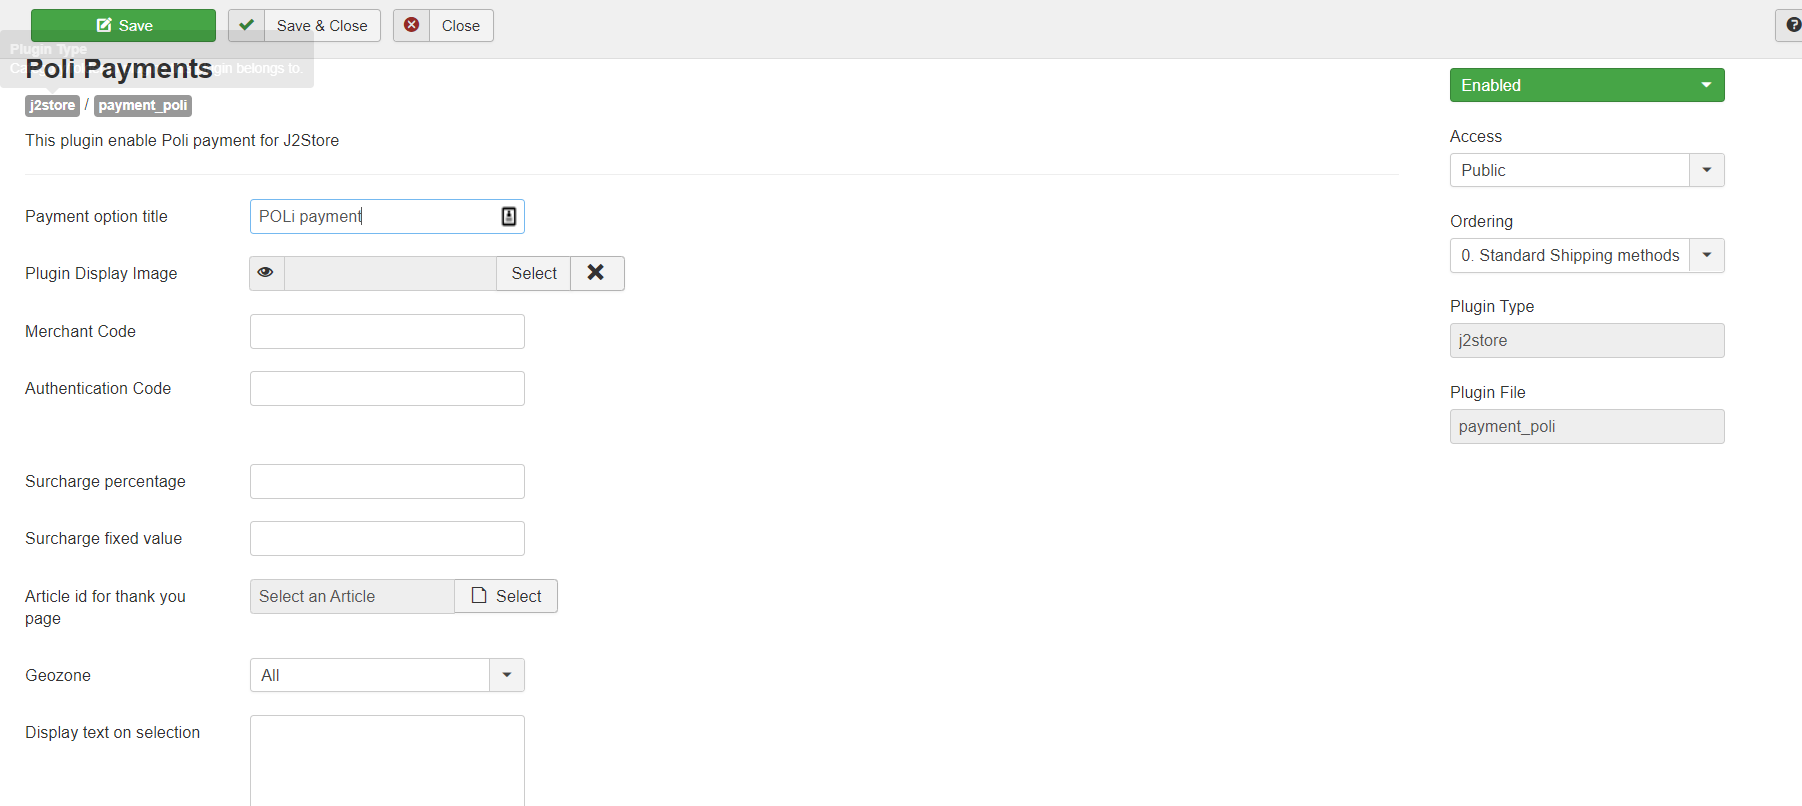 Save
Save & Close
Close
Plugin Type
gin belongs to.
Poli Payments
j2store / payment_poli
This plugin enable Poli payment for J2Store
Payment option title
POLi payment
Plugin Display Image
Select
Merchant Code
Authentication Code
Surcharge percentage
Surcharge fixed value
Article id for thank you
page
Select an Article
Select
Geozone
All
Display text on selection
Enabled
Access
Public
Ordering
0. Standard Shipping methods
Plugin Type
j2store
Plugin File
payment_poli